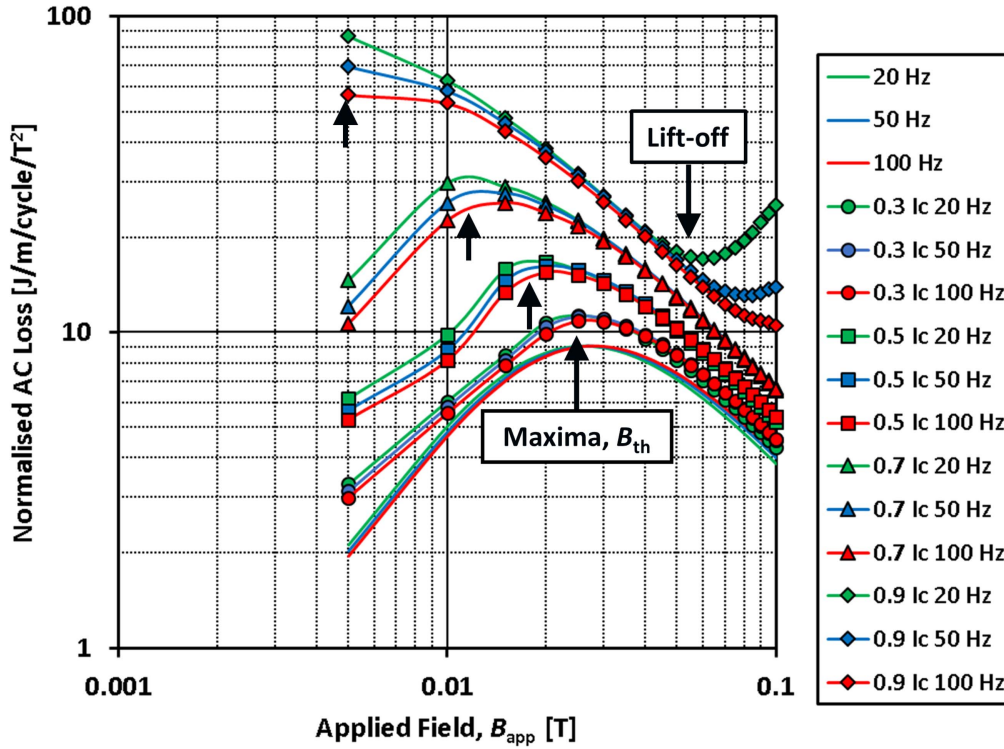 100
10
1
0.001
0.01
0.1
Normalised AC Loss [J/m/cycle/T²]
Applied Field, Bapp [T]
Lift-off
Maxima, Bth
20 Hz
50 Hz
100 Hz
0.3 Ic 20 Hz
0.3 Ic 50 Hz
0.3 Ic 100 Hz
0.5 Ic 20 Hz
0.5 Ic 50 Hz
0.5 Ic 100 Hz
0.7 Ic 20 Hz
0.7 Ic 50 Hz
0.7 Ic 100 Hz
0.9 Ic 20 Hz
0.9 Ic 50 Hz
0.9 Ic 100 Hz